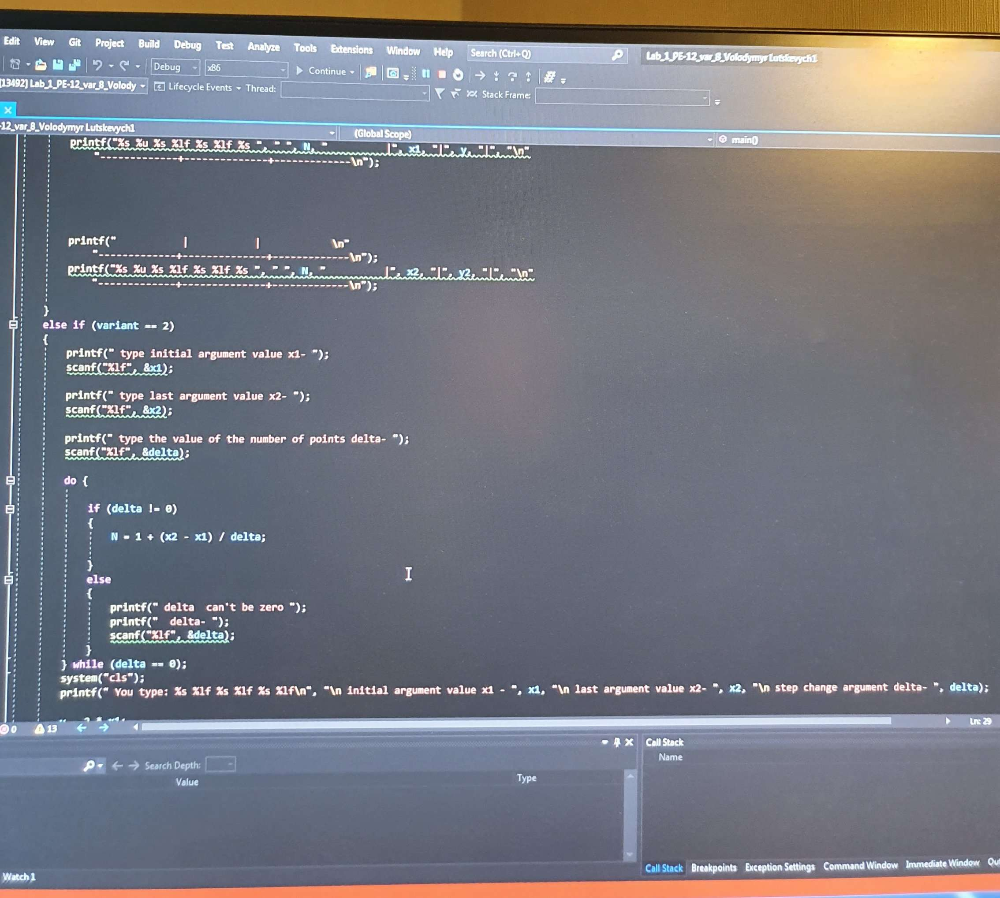 Edit View Git Project Build Debug Test Analyze Tools Extensions Window Help Search (Ctrl+Q) Lab_1_PE-12_var_8_Volodymyr Lutskevych1
Debug x86 Continue
[13492] Lab_1_PE-12_var_8_Volody Lifecycle Events Thread: Stack Frame:
-12_var_8_Volodymyr Lutskevych1 (Global Scope) main()
printf("%s %u %s %lf %s %lf %s ", " ", N, " |", x1, "|", y, "|", "\n"
"-------------+---------------+-------------\n");
printf(" | | \n"
"-------------+---------------+-------------\n");
printf("%s %u %s %lf %s %lf %s ", " ", N, " |", x2, "|", y2, "|", "\n"
"-------------+---------------+-------------\n");
}
else if (variant == 2)
{
printf(" type initial argument value x1- ");
scanf("%lf", &x1);
printf(" type last argument value x2- ");
scanf("%lf", &x2);
printf(" type the value of the number of points delta- ");
scanf("%lf", &delta);
do {
if (delta != 0)
{
N = 1 + (x2 - x1) / delta;
}
else
{
printf(" delta  can't be zero ");
printf("  delta- ");
scanf("%lf", &delta);
}
} while (delta == 0);
system("cls");
printf(" You type: %s %lf %s %lf %s %lf\n", "\n initial argument value x1 - ", x1, "\n last argument value x2- ", x2, "\n step change argument delta- ", delta);
0 13 Ln: 29
Call Stack
Name
Search Depth:
Value Type
Call Stack Breakpoints Exception Settings Command Window Immediate Window
Watch 1